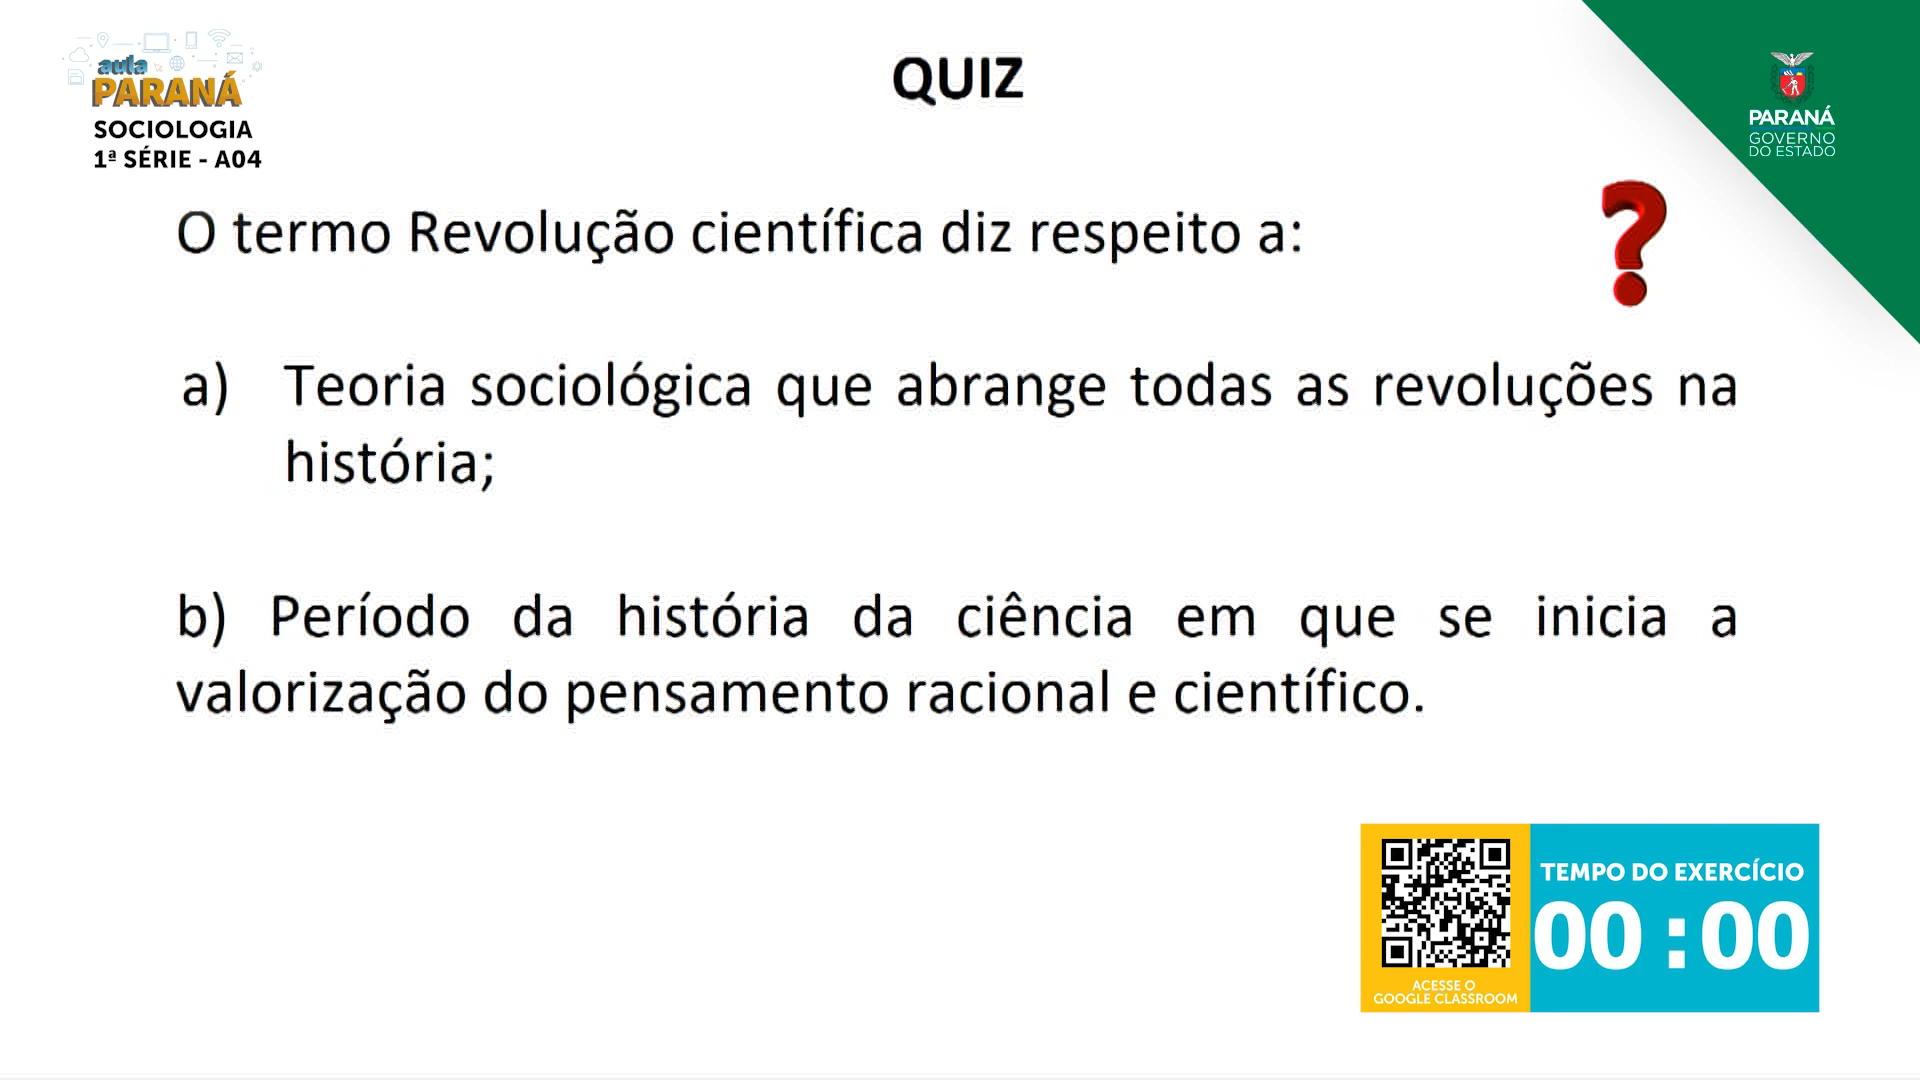 aula
PARANÁ
SOCIOLOGIA
1ª SÉRIE - A04
QUIZ
PARANÁ
GOVERNO
DO ESTADO
O termo Revolução científica diz respeito a:
a) Teoria sociológica que abrange todas as revoluções na
história;
b) Período da história da ciência em que se inicia a
valorização do pensamento racional e científico.
ACESSE O
GOOGLE CLASSROOM
TEMPO DO EXERCÍCIO
00:00